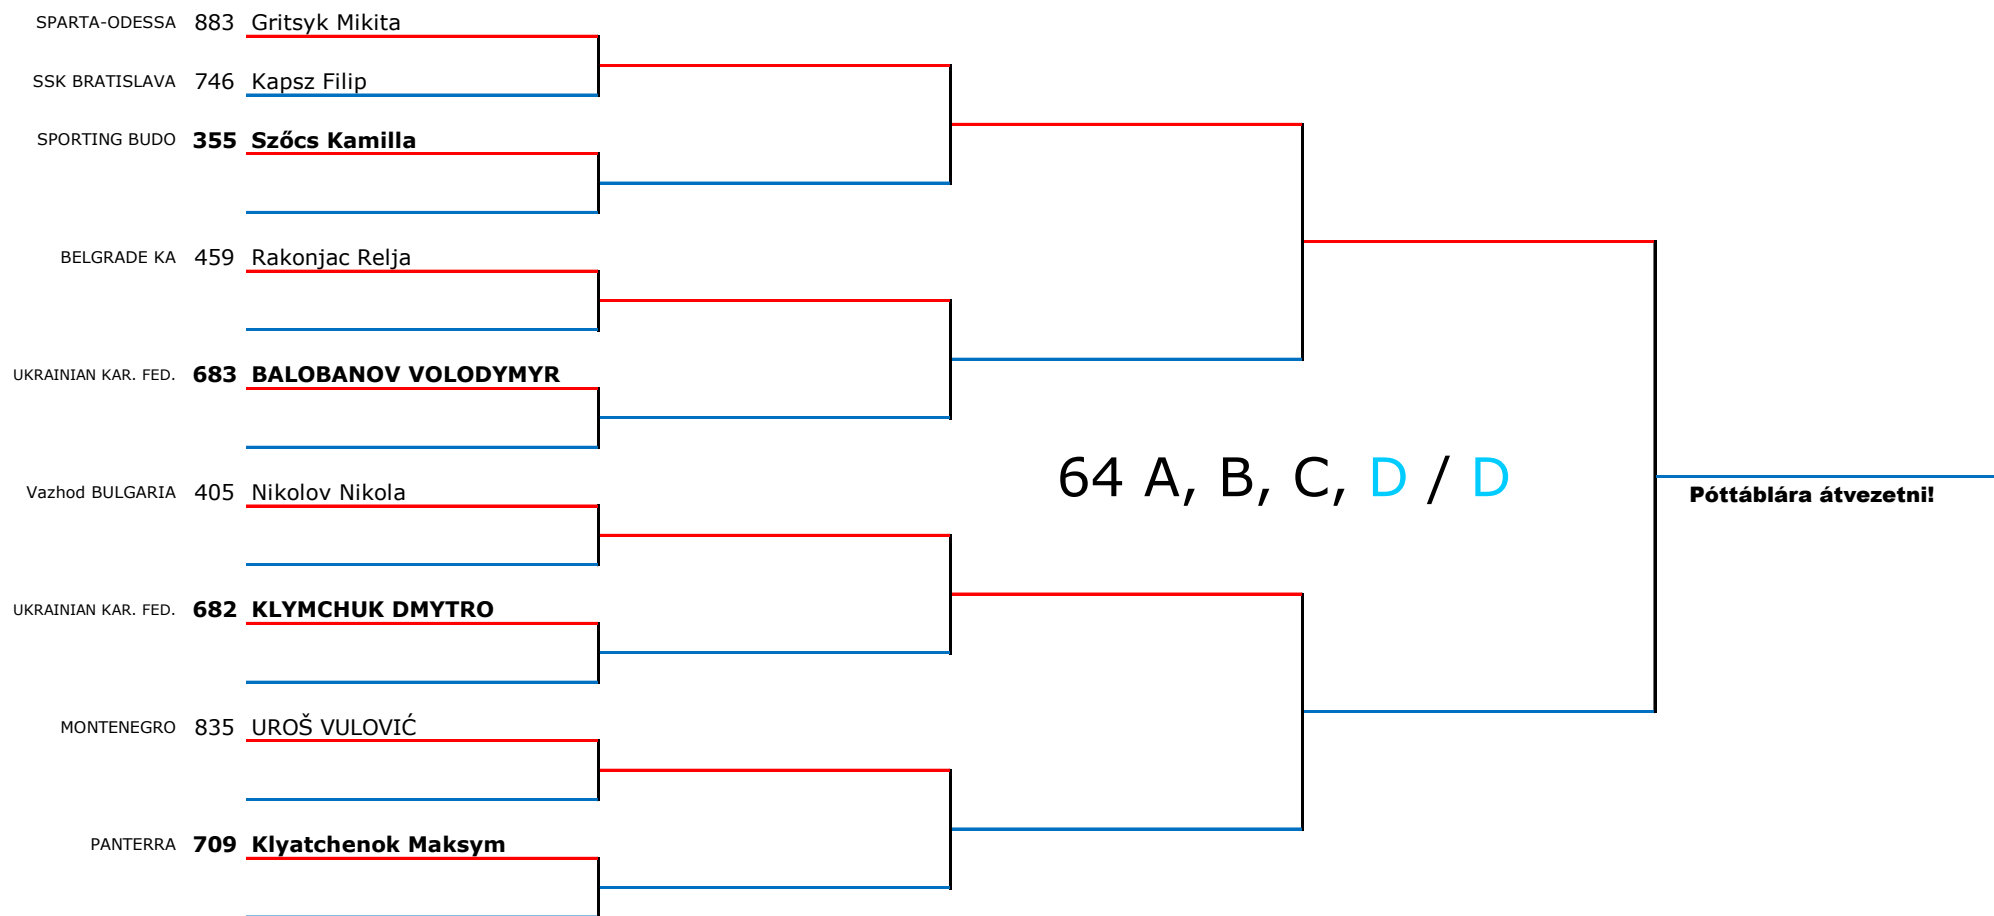 SPARTA-ODESSA 883 Gritsyk Mikita
SSK BRATISLAVA 746 Kapsz Filip
SPORTING BUDO 355 Szőcs Kamilla
BELGRADE KA 459 Rakonjac Relja
UKRAINIAN KAR. FED. 683 BALOBANOV VOLODYMYR
64 A, B, C, D / D
Vazhod BULGARIA 405 Nikolov Nikola
Póttáblára átvezetni!
UKRAINIAN KAR. FED. 682 KLYMCHUK DMYTRO
MONTENEGRO 835 UROŠ VULOVIĆ
PANTERRA 709 Klyatchenok Maksym